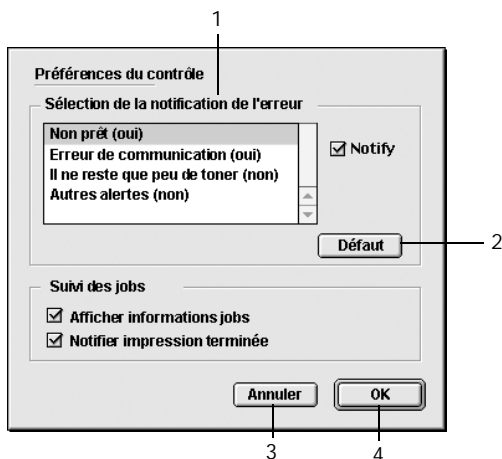 1
Préférences du contrôle
Sélection de la notification de l'erreur
Non prêt (oui)
Erreur de communication (oui)
Il ne reste que peu de toner (non)
Autres alertes (non)
Notify
Défaut
2
Suivi des jobs
Afficher informations jobs
Notifier impression terminée
Annuler
OK
3
4